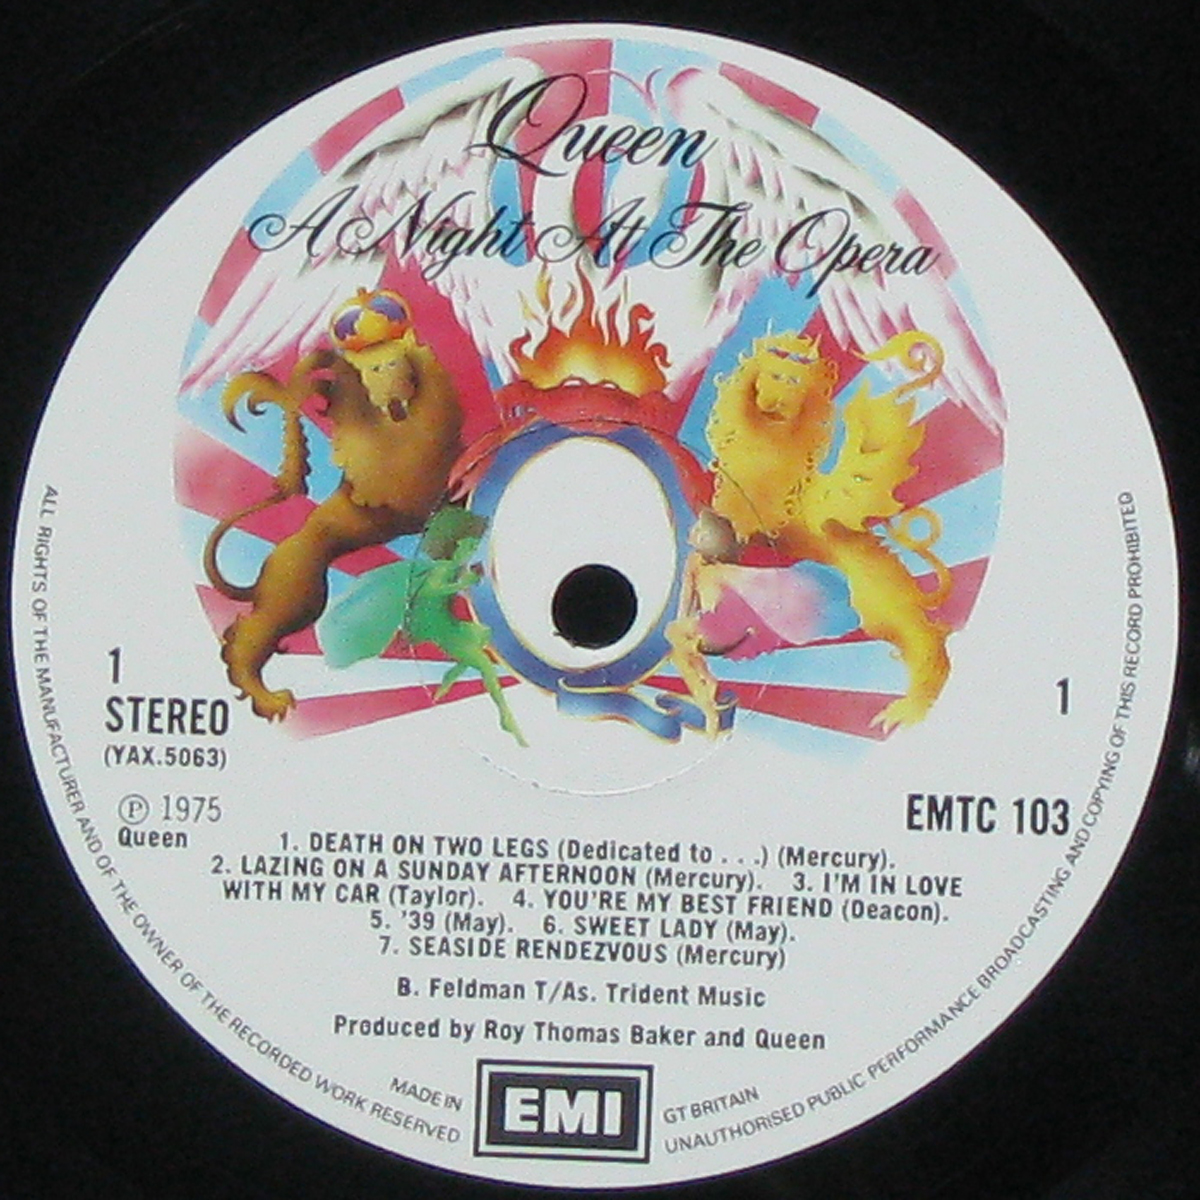 Queen
A Night At The Opera
1
STEREO
(YAX.5063)
Ⓟ 1975
Queen
1
EMTC 103
1. DEATH ON TWO LEGS (Dedicated to . . .) (Mercury).
2. LAZING ON A SUNDAY AFTERNOON (Mercury). 3. I'M IN LOVE
WITH MY CAR (Taylor). 4. YOU'RE MY BEST FRIEND (Deacon).
5. '39 (May). 6. SWEET LADY (May).
7. SEASIDE RENDEZVOUS (Mercury)
B. Feldman T/As. Trident Music
Produced by Roy Thomas Baker and Queen
MADE IN
EMI
GT BRITAIN
ALL RIGHTS OF THE MANUFACTURER AND OF THE OWNER OF THE RECORDED WORK RESERVED
UNAUTHORISED PUBLIC PERFORMANCE BROADCASTING AND COPYING OF THIS RECORD PROHIBITED